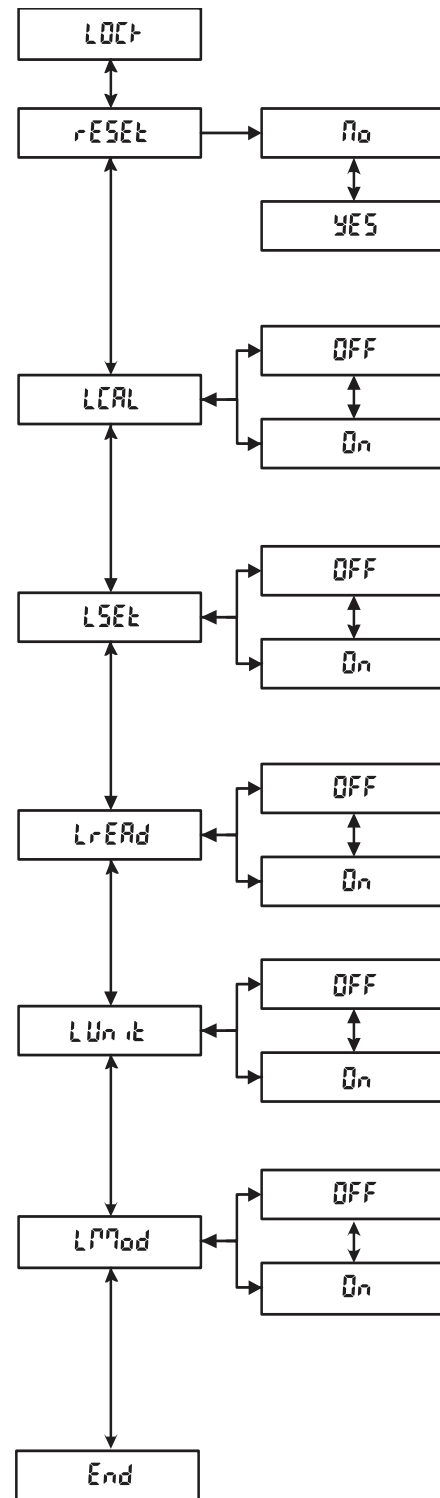 LOCk
rESEt
No
YES
OFF
LCAL
On
OFF
LSEt
On
OFF
LrEAd
On
OFF
LUnit
On
OFF
LMod
On
End